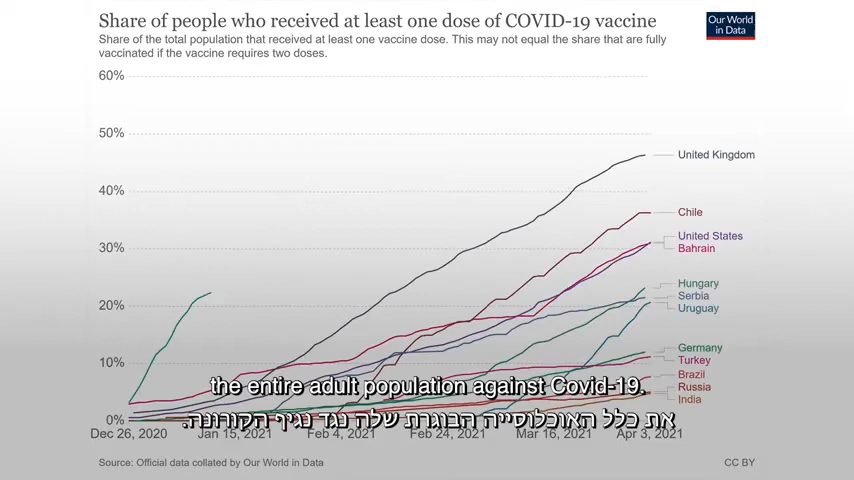 Share of people who received at least one dose of COVID-19 vaccine
Share of the total population that received at least one vaccine dose. This may not equal the share that are fully
vaccinated if the vaccine requires two doses.
Our World
in Data
60%
50%
40%
30%
20%
10%
0%
United Kingdom
Chile
United States
Bahrain
Hungary
Serbia
Uruguay
Germany
Turkey
Brazil
Russia
India
the entire adult population against Covid-19.
את כלל האוכלוסייה הבוגרת שלה נגד נגיף הקורונה.
Dec 26, 2020 Jan 15, 2021 Feb 4, 2021 Feb 24, 2021 Mar 16, 2021 Apr 3, 2021
Source: Official data collated by Our World in Data
CC BY